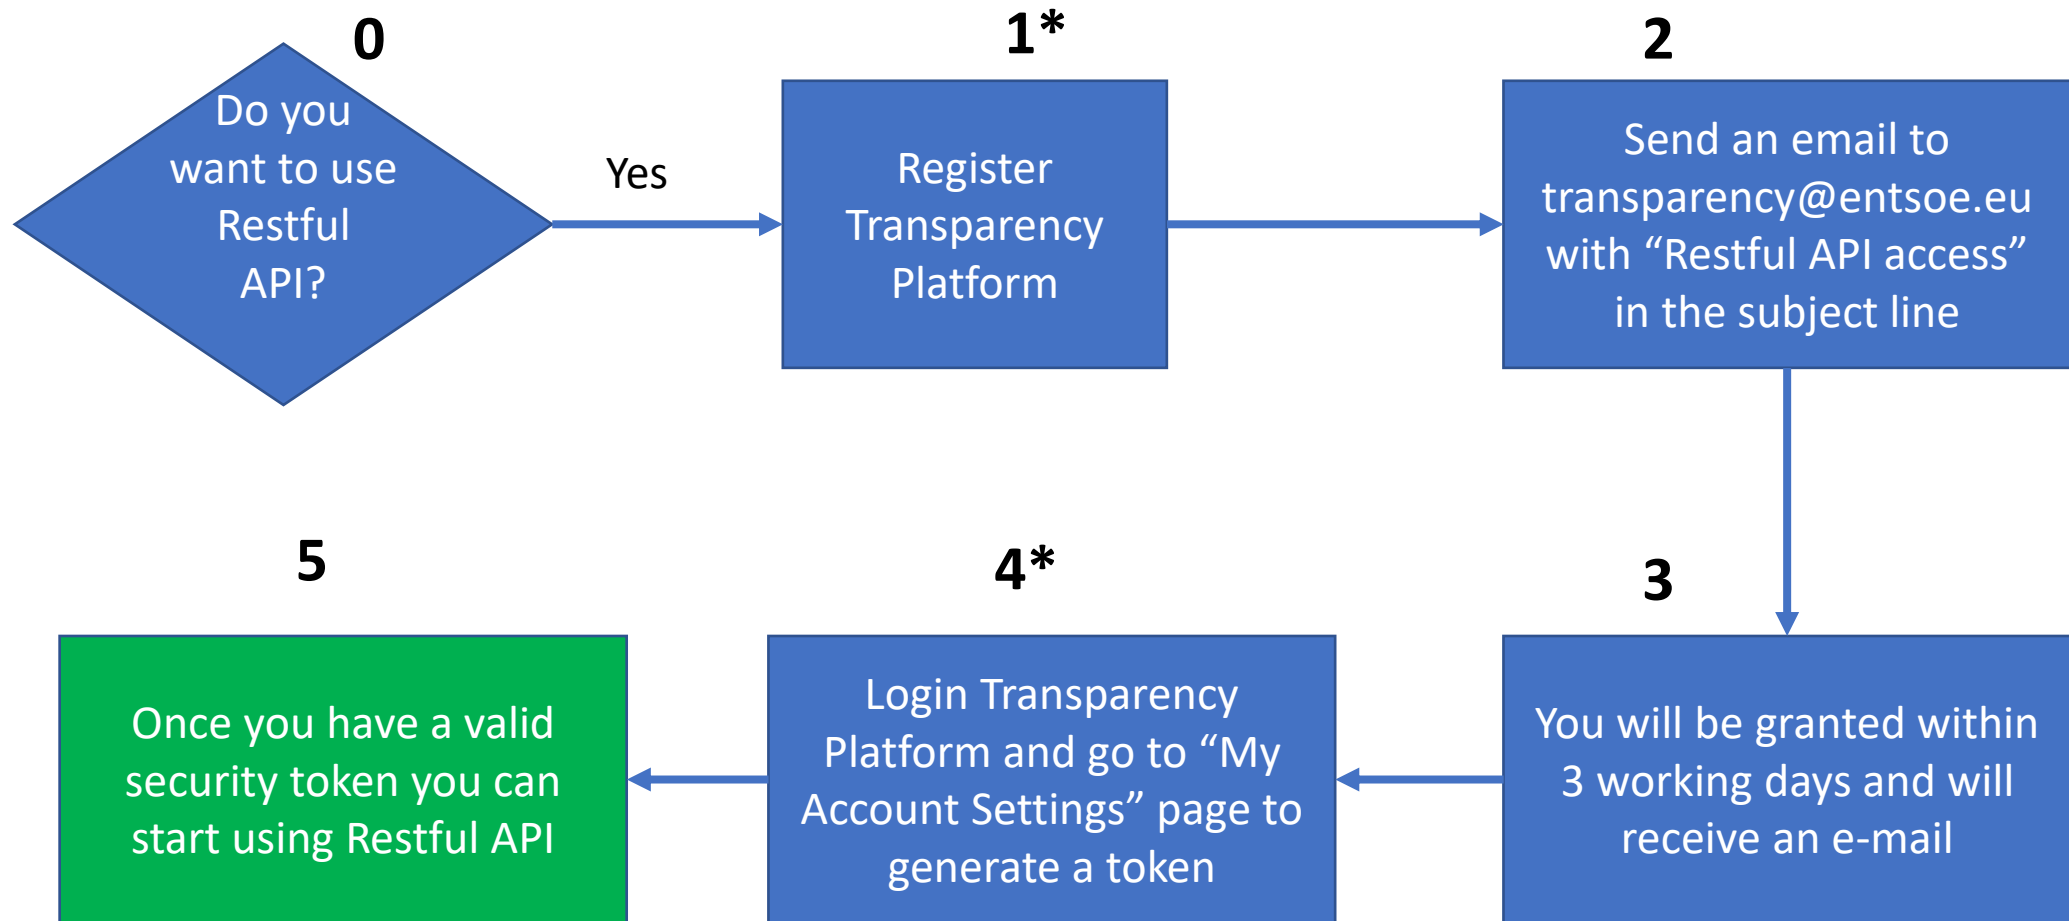 0
Do you
want to use
Restful
API?
Yes
1*
Register
Transparency
Platform
2
Send an email to
transparency@entsoe.eu
with “Restful API access”
in the subject line
3
You will be granted within
3 working days and will
receive an e-mail
4*
Login Transparency
Platform and go to “My
Account Settings” page to
generate a token
5
Once you have a valid
security token you can
start using Restful API